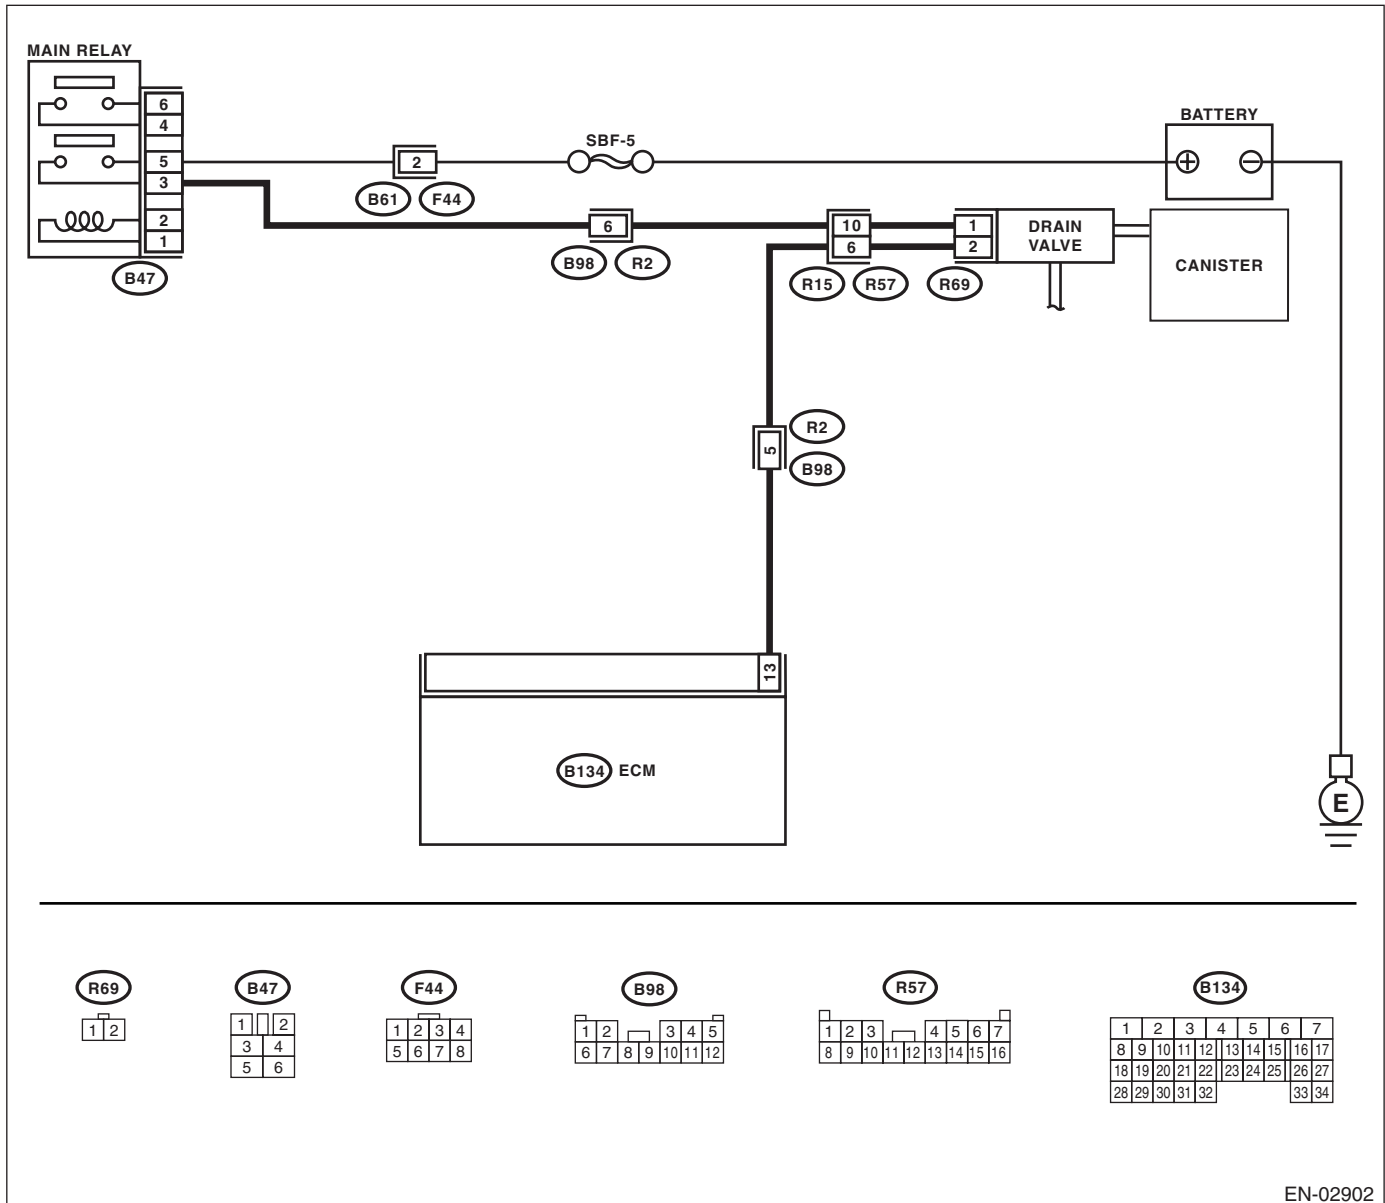 MAIN RELAY
6
4
5
3
2
1
B47
2
B61 F44
SBF-5
BATTERY
6
B98 R2
10
6
R15 R57
1
2
R69
DRAIN
VALVE
CANISTER
R2
5
B98
13
B134 ECM
E
R69
1 2
B47
1 2
3 4
5 6
F44
1 2 3 4
5 6 7 8
B98
1 2 3 4 5
6 7 8 9 10 11 12
R57
1 2 3 4 5 6 7
8 9 10 11 12 13 14 15 16
B134
1 2 3 4 5 6 7
8 9 10 11 12 13 14 15 16 17
18 19 20 21 22 23 24 25 26 27
28 29 30 31 32 33 34
EN-02902